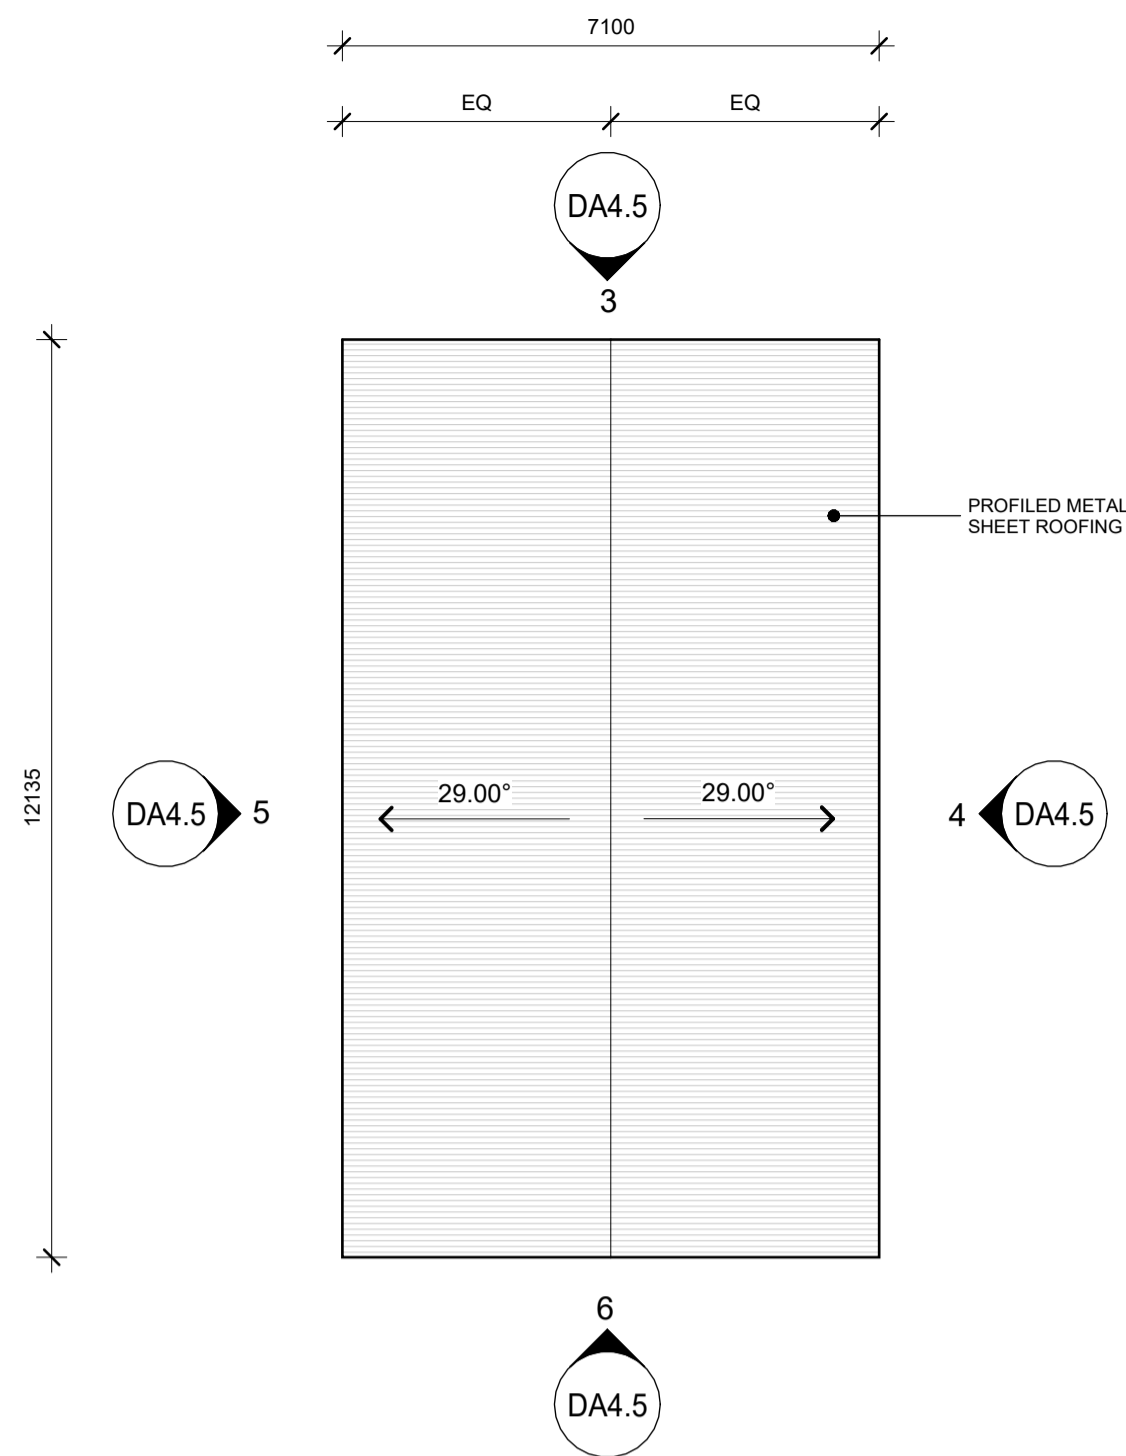 7100
EQ EQ
DA4.5
3
PROFILED METAL
SHEET ROOFING
12135
29.00° 29.00°
DA4.5 5
4 DA4.5
6
DA4.5